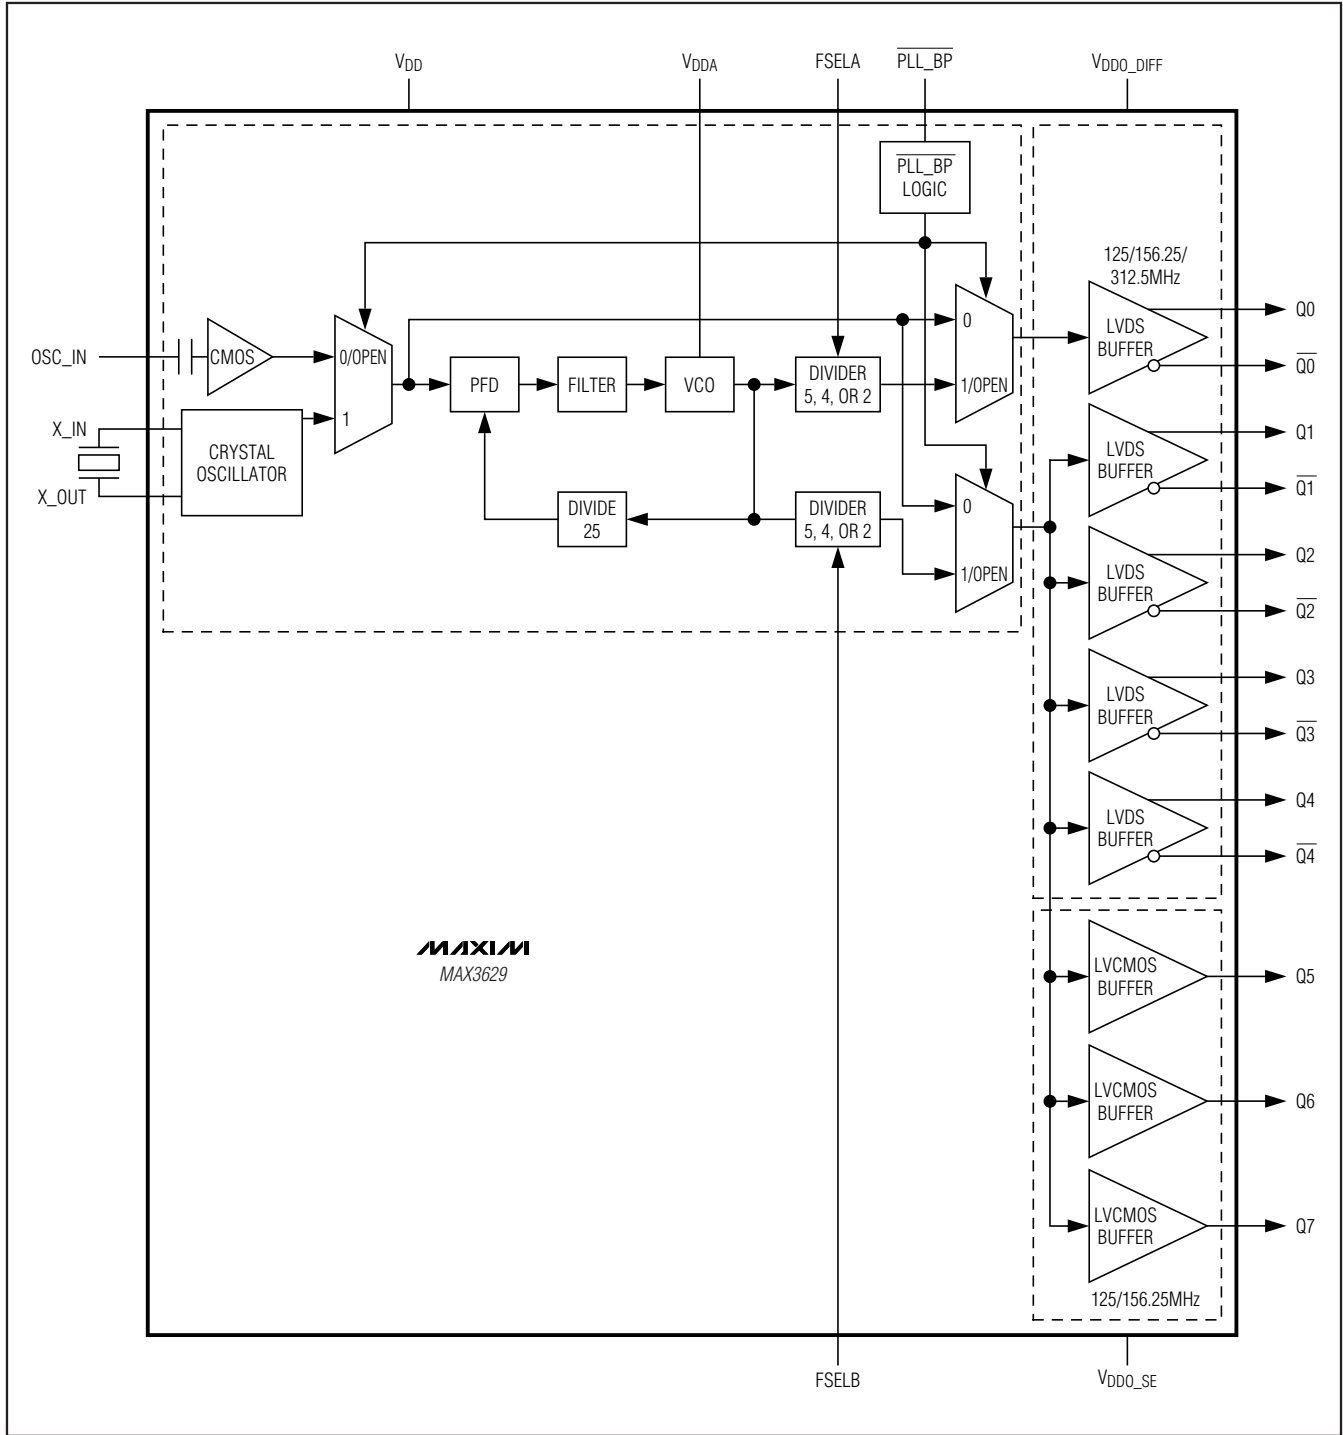 VDD
VDDA
FSELA
PLL_BP
VDDO_DIFF
PLL_BP
LOGIC
125/156.25/
312.5MHz
OSC_IN
CMOS
0/OPEN
1
X_IN
X_OUT
CRYSTAL
OSCILLATOR
PFD
FILTER
VCO
DIVIDER
5, 4, OR 2
0
1/OPEN
DIVIDE
25
DIVIDER
5, 4, OR 2
0
1/OPEN
LVDS
BUFFER
Q0
Q0
LVDS
BUFFER
Q1
Q1
LVDS
BUFFER
Q2
Q2
LVDS
BUFFER
Q3
Q3
LVDS
BUFFER
Q4
Q4
MAXIM
MAX3629
LVCMOS
BUFFER
Q5
LVCMOS
BUFFER
Q6
LVCMOS
BUFFER
Q7
125/156.25MHz
FSELB
VDDO_SE